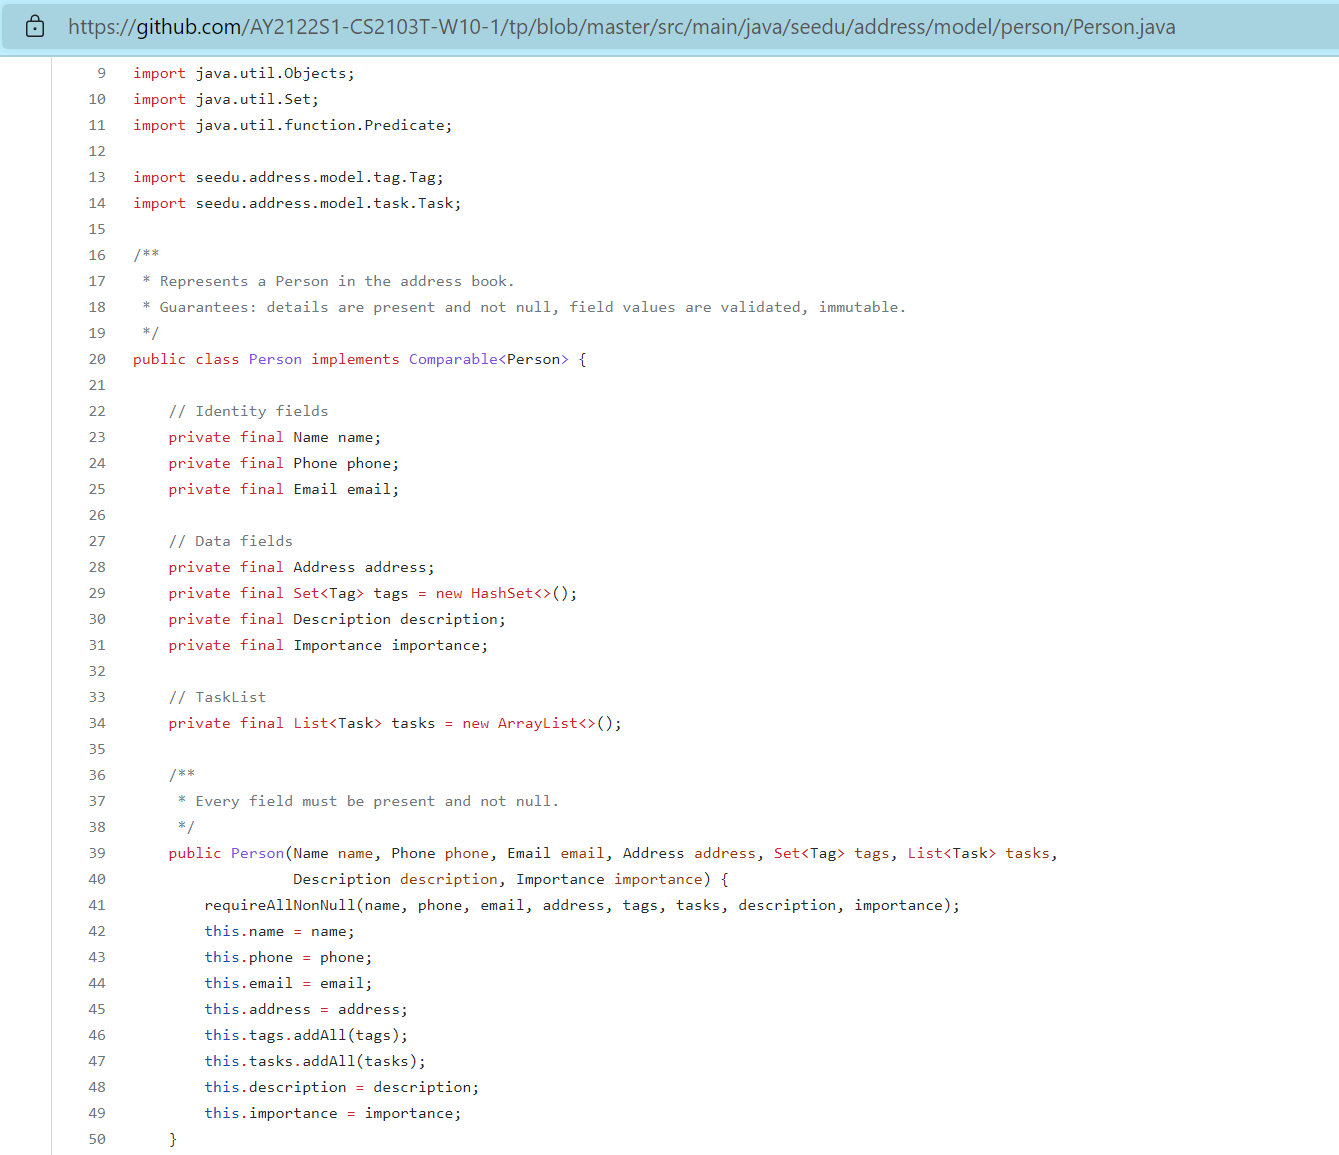 https://github.com/AY2122S1-CS2103T-W10-1/tp/blob/master/src/main/java/seedu/address/model/person/Person.java
9 import java.util.Objects;
10 import java.util.Set;
11 import java.util.function.Predicate;
12
13 import seedu.address.model.tag.Tag;
14 import seedu.address.model.task.Task;
15
16 /**
17  * Represents a Person in the address book.
18  * Guarantees: details are present and not null, field values are validated, immutable.
19  */
20 public class Person implements Comparable<Person> {
21
22     // Identity fields
23     private final Name name;
24     private final Phone phone;
25     private final Email email;
26
27     // Data fields
28     private final Address address;
29     private final Set<Tag> tags = new HashSet<>();
30     private final Description description;
31     private final Importance importance;
32
33     // TaskList
34     private final List<Task> tasks = new ArrayList<>();
35
36     /**
37      * Every field must be present and not null.
38      */
39     public Person(Name name, Phone phone, Email email, Address address, Set<Tag> tags, List<Task> tasks,
40                   Description description, Importance importance) {
41         requireAllNonNull(name, phone, email, address, tags, tasks, description, importance);
42         this.name = name;
43         this.phone = phone;
44         this.email = email;
45         this.address = address;
46         this.tags.addAll(tags);
47         this.tasks.addAll(tasks);
48         this.description = description;
49         this.importance = importance;
50     }